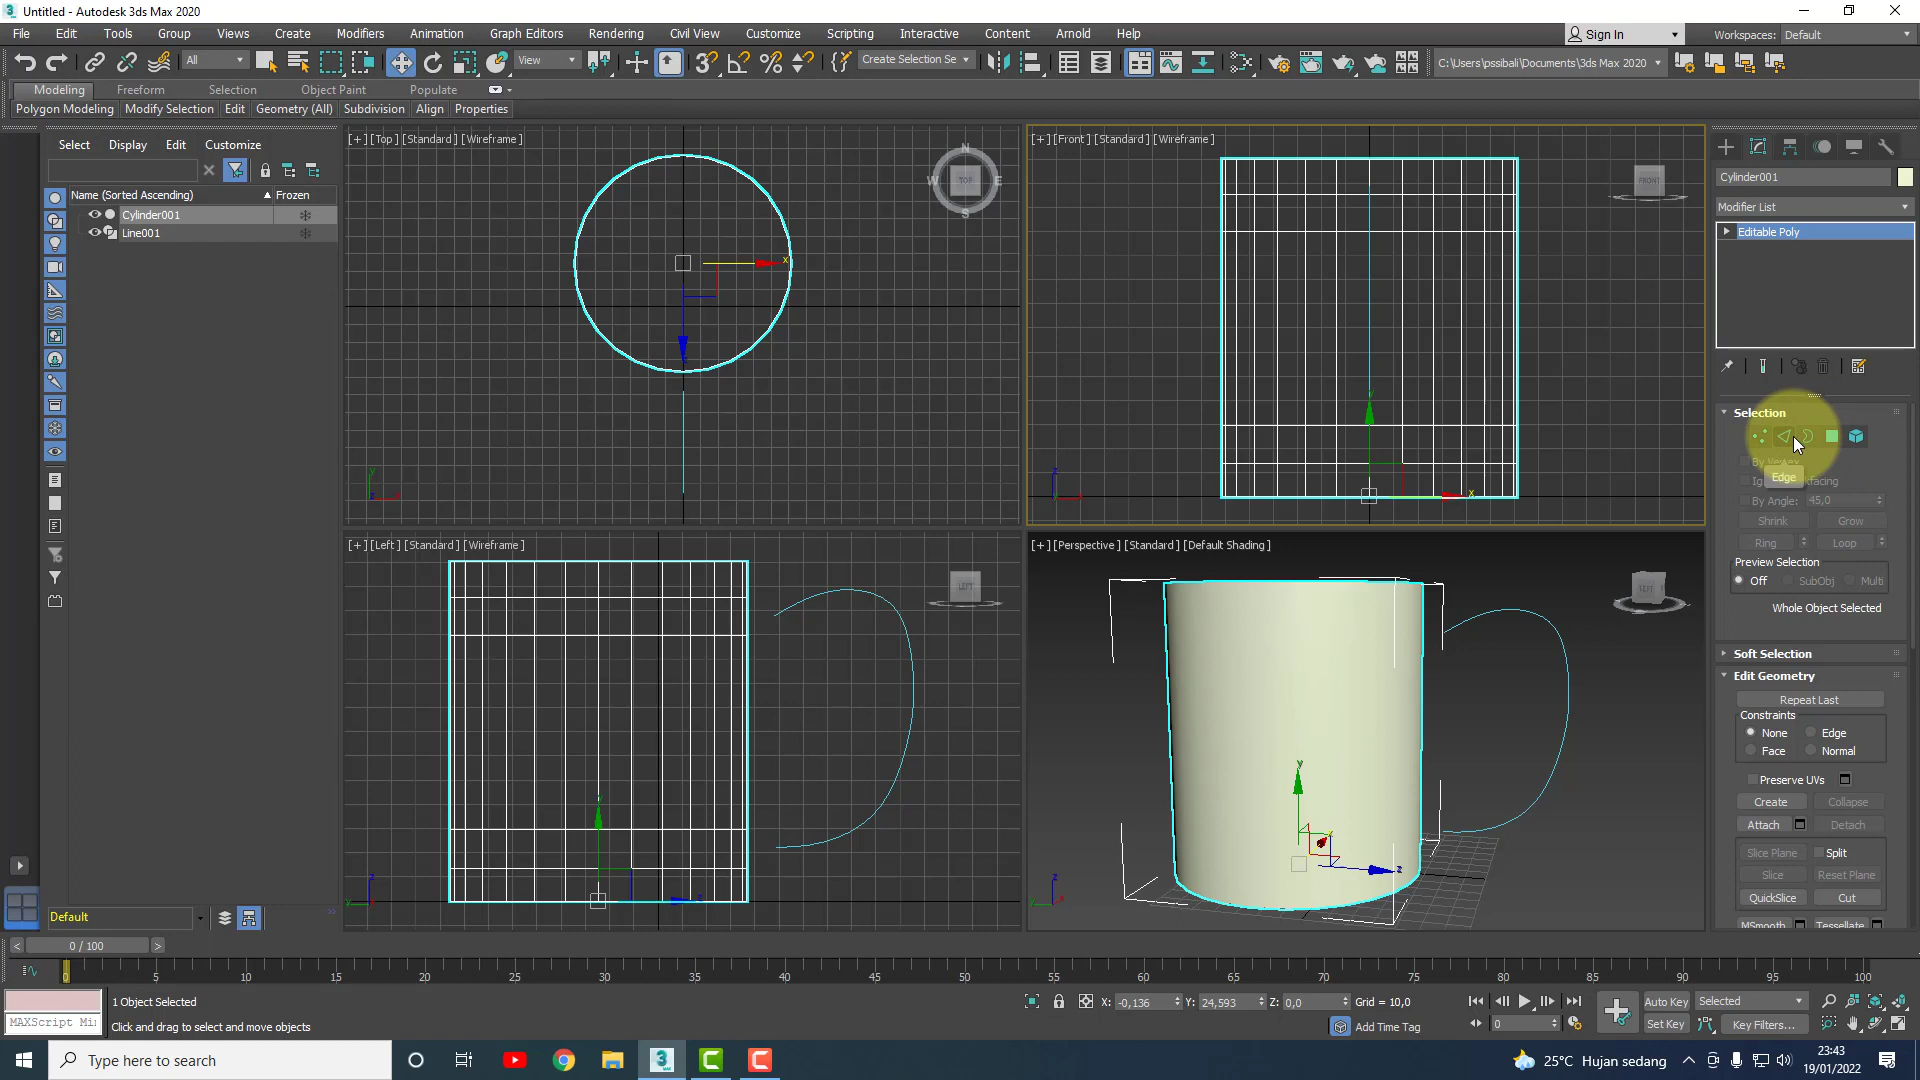 Untitled - Autodesk 3ds Max 2020
File Edit Tools Group Views Create Modifiers Animation Graph Editors Rendering Civil View Customize Scripting Interactive Content Arnold Help
Sign In
Workspaces: Default
All
View
Create Selection Se
C:\Users\pssibali\Documents\3ds Max 2020
Modeling Freeform Selection Object Paint Populate
Polygon Modeling Modify Selection Edit Geometry (All) Subdivision Align Properties
Select Display Edit Customize
Name (Sorted Ascending) Frozen
Cylinder001
Line001
[+] [Top] [Standard] [Wireframe]
N
W TOP E
S
x
z
y
[+] [Front] [Standard] [Wireframe]
FRONT
y
x
z
[+] [Left] [Standard] [Wireframe]
LEFT
z
y
[+] [Perspective] [Standard] [Default Shading]
LEFT
y
z
Cylinder001
Modifier List
Editable Poly
Selection
By Vertex
Edge
By Angle: 45,0
Shrink Grow
Ring Loop
Preview Selection
Off SubObj Multi
Whole Object Selected
Soft Selection
Edit Geometry
Repeat Last
Constraints
None Edge
Face Normal
Preserve UVs
Create Collapse
Attach Detach
Slice Plane Split
Slice Reset Plane
QuickSlice Cut
MSmooth Tessellate
Default
0 / 100
0 5 10 15 20 25 30 35 40 45 50 55 60 65 70 75 80 85 90 95 100
MAXScript Mi
1 Object Selected
Click and drag to select and move objects
X: -0,136 Y: 24,593 Z: 0,0 Grid = 10,0
Add Time Tag
0
Auto Key Selected
Set Key Key Filters...
Type here to search
25°C Hujan sedang
23:43
19/01/2022